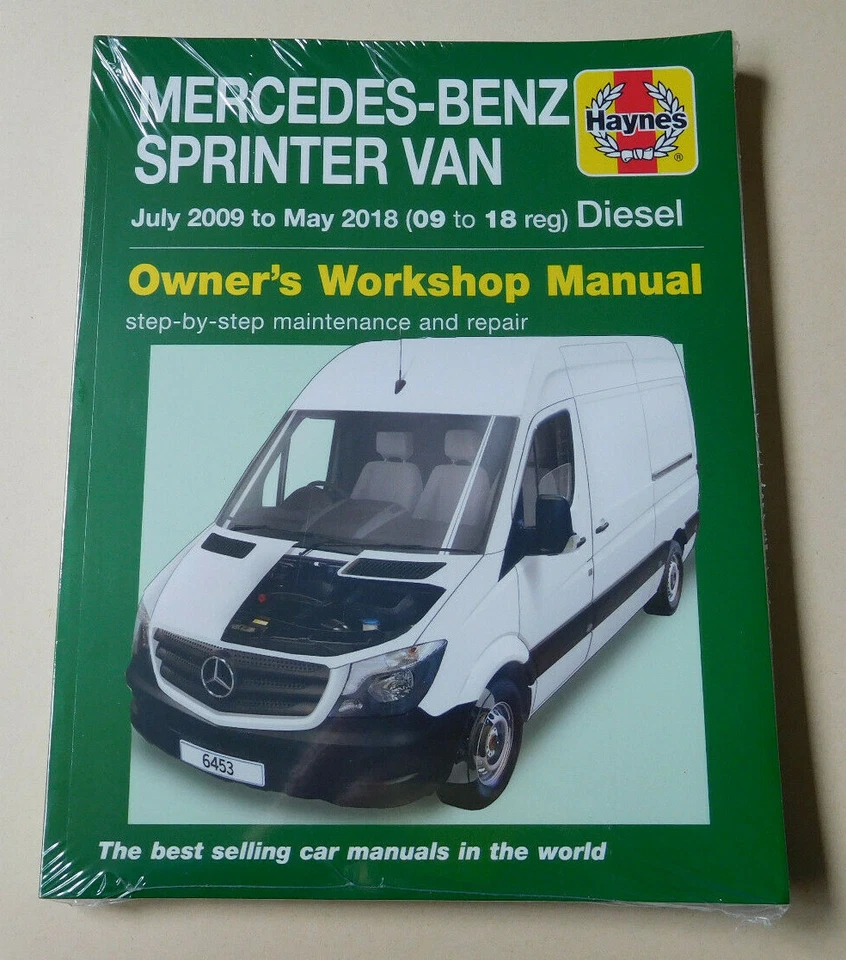 MERCEDES-BENZ
SPRINTER VAN
Haynes
®
July 2009 to May 2018 (09 to 18 reg) Diesel
Owner's Workshop Manual
step-by-step maintenance and repair
6453
The best selling car manuals in the world